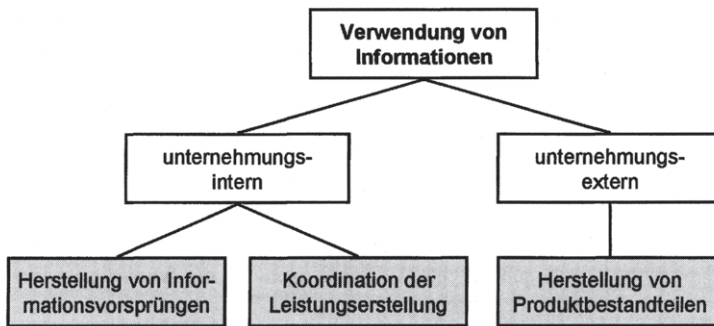 Verwendung von
Informationen
unternehmungs-
intern
unternehmungs-
extern
Herstellung von Infor-
mationsvorsprüngen
Koordination der
Leistungserstellung
Herstellung von
Produktbestandteilen